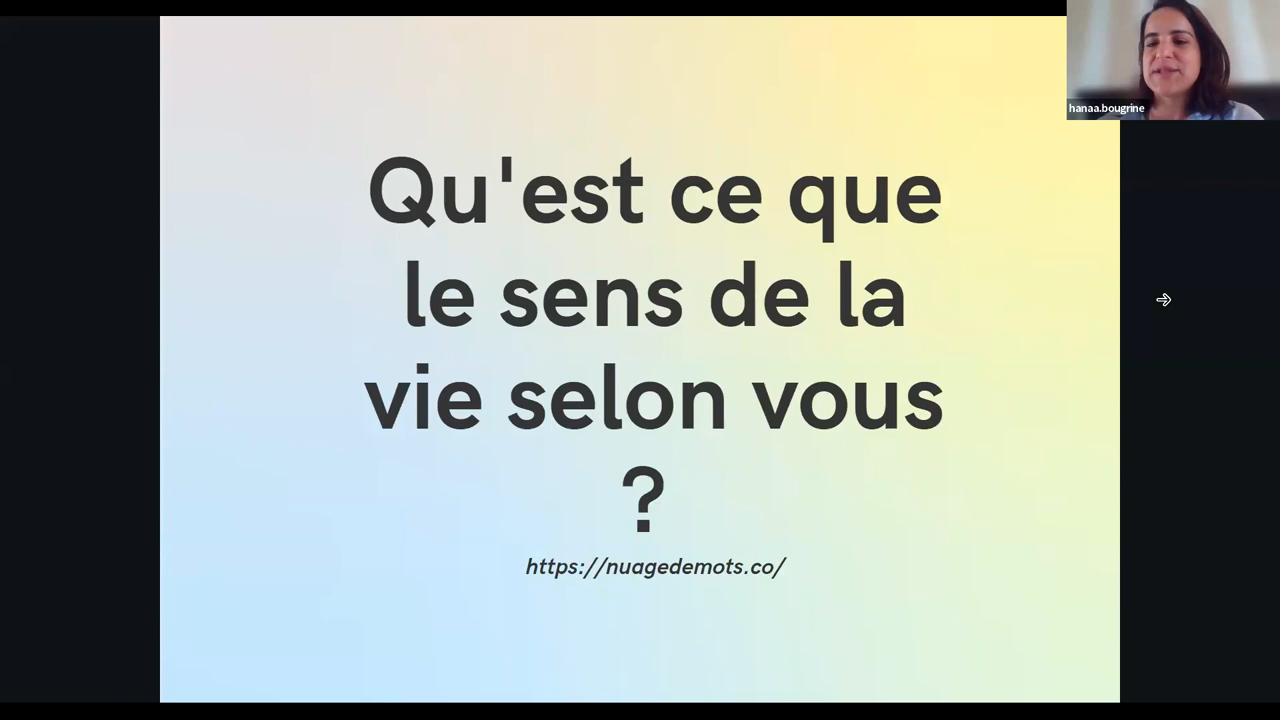 hanaa.bougrine
Qu'est ce que
le sens de la
vie selon vous
?
https://nuagedemots.co/